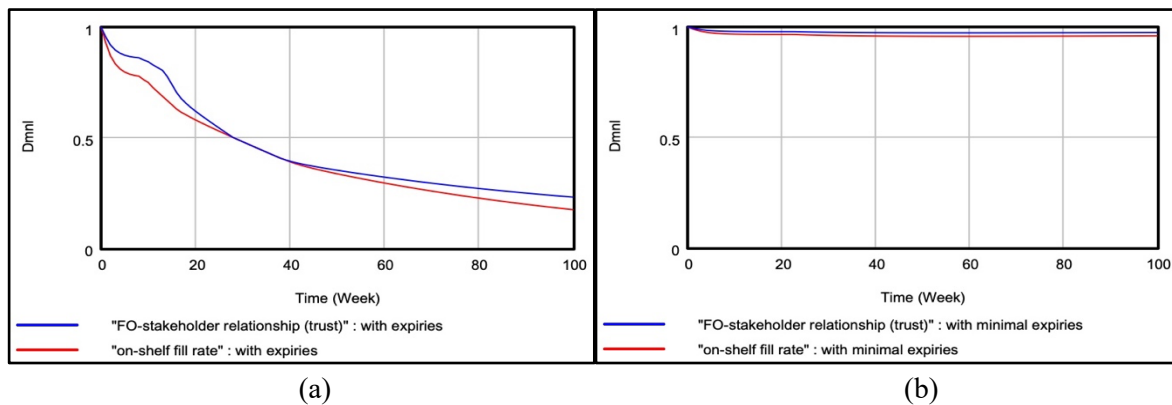 1
0.5
0
Dmnl
0 20 40 60 80 100
Time (Week)
"FO-stakeholder relationship (trust)" : with expiries
"on-shelf fill rate" : with expiries
(a)
1
0.5
0
Dmnl
0 20 40 60 80 100
Time (Week)
"FO-stakeholder relationship (trust)" : with minimal expiries
"on-shelf fill rate" : with minimal expiries
(b)